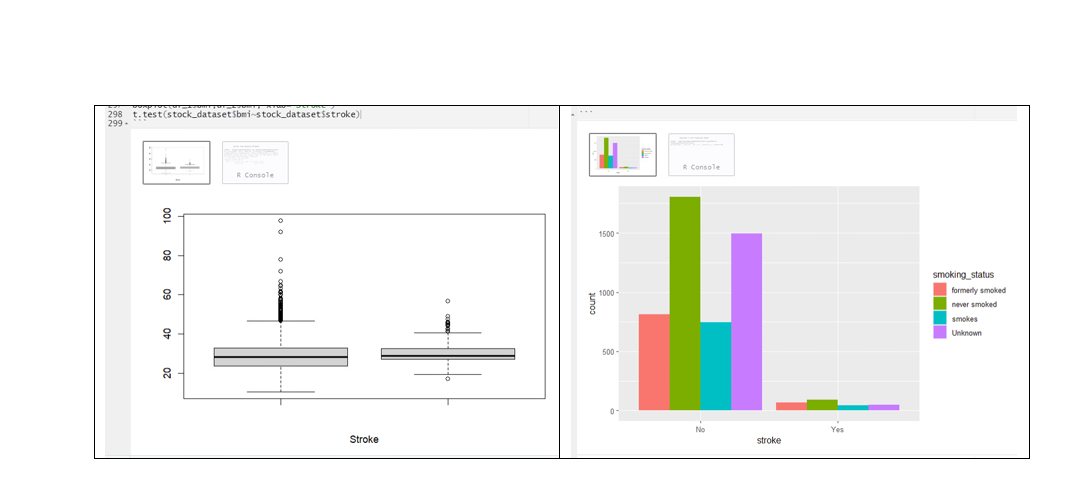 298 t.test(stock_dataset$bmi~stock_dataset$stroke)
299 ```
R Console
100
80
60
40
20
Stroke
```
R Console
1500
1000
500
0
count
No Yes
stroke
smoking_status
formerly smoked
never smoked
smokes
Unknown